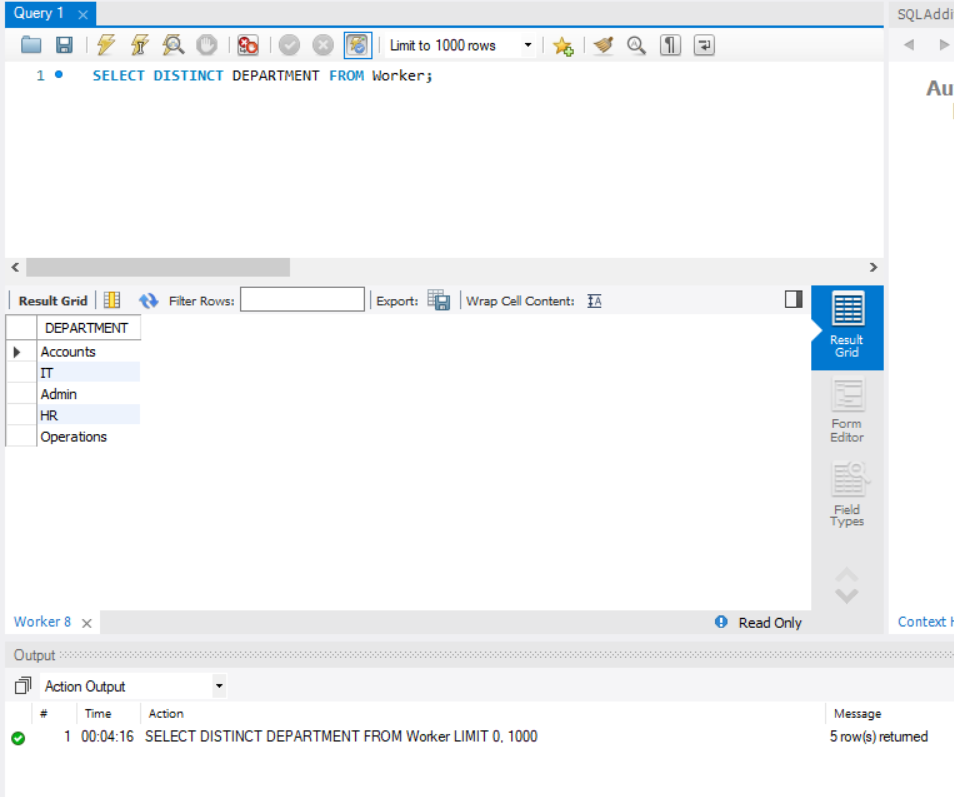 Query 1
SQLAddi
Limit to 1000 rows
1 SELECT DISTINCT DEPARTMENT FROM Worker;
Au
Result Grid Filter Rows: Export: Wrap Cell Content: IA
DEPARTMENT
Accounts
IT
Admin
HR
Operations
Result
Grid
Form
Editor
Field
Types
Worker 8
Read Only
Context H
Output
Action Output
# Time Action Message
1 00:04:16 SELECT DISTINCT DEPARTMENT FROM Worker LIMIT 0, 1000 5 row(s) returned